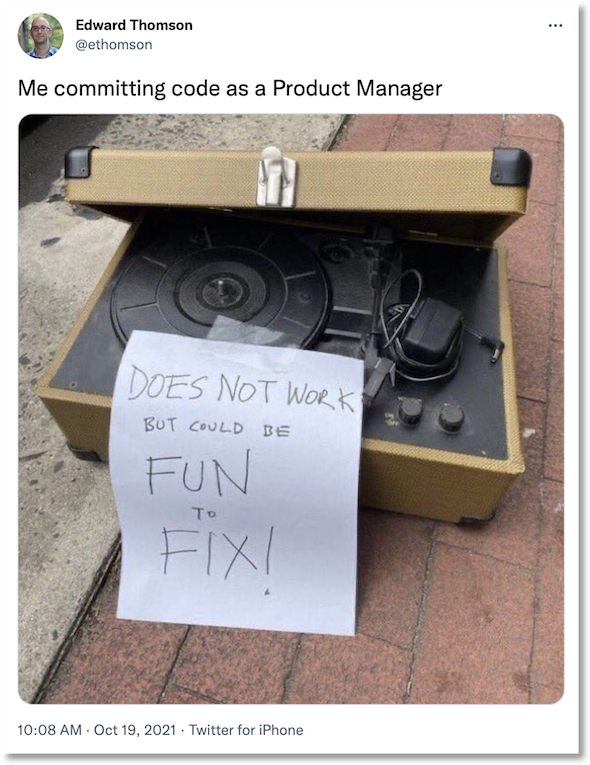 Edward Thomson
@ethomson
Me committing code as a Product Manager
DOES NOT WORK
BUT COULD BE
FUN
TO
FIX!
10:08 AM · Oct 19, 2021 · Twitter for iPhone